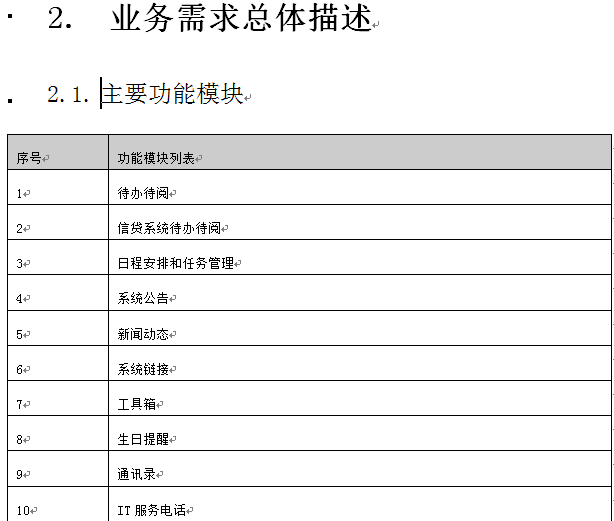 2. 业务需求总体描述
2.1. 主要功能模块
序号 功能模块列表
1 待办待阅
2 信贷系统待办待阅
3 日程安排和任务管理
4 系统公告
5 新闻动态
6 系统链接
7 工具箱
8 生日提醒
9 通讯录
10 IT 服务电话